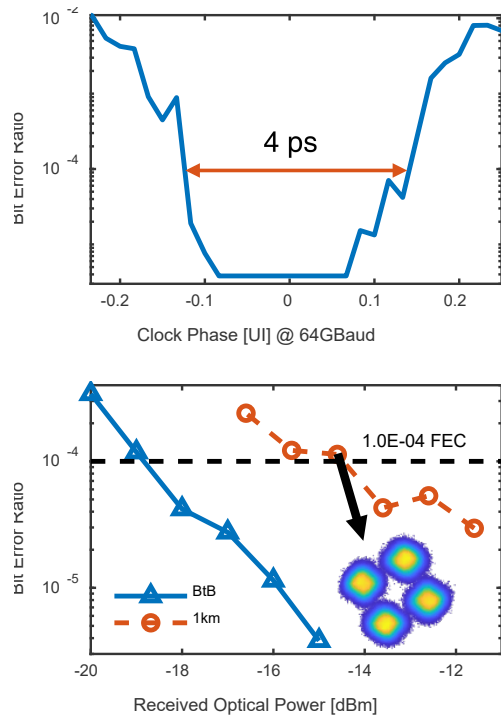 10^-2
10^-4
Bit Error Ratio
4 ps
-0.2 -0.1 0 0.1 0.2
Clock Phase [UI] @ 64GBaud
1.0E-04 FEC
10^-4
10^-5
Bit Error Ratio
BtB
1km
-20 -18 -16 -14 -12
Received Optical Power [dBm]